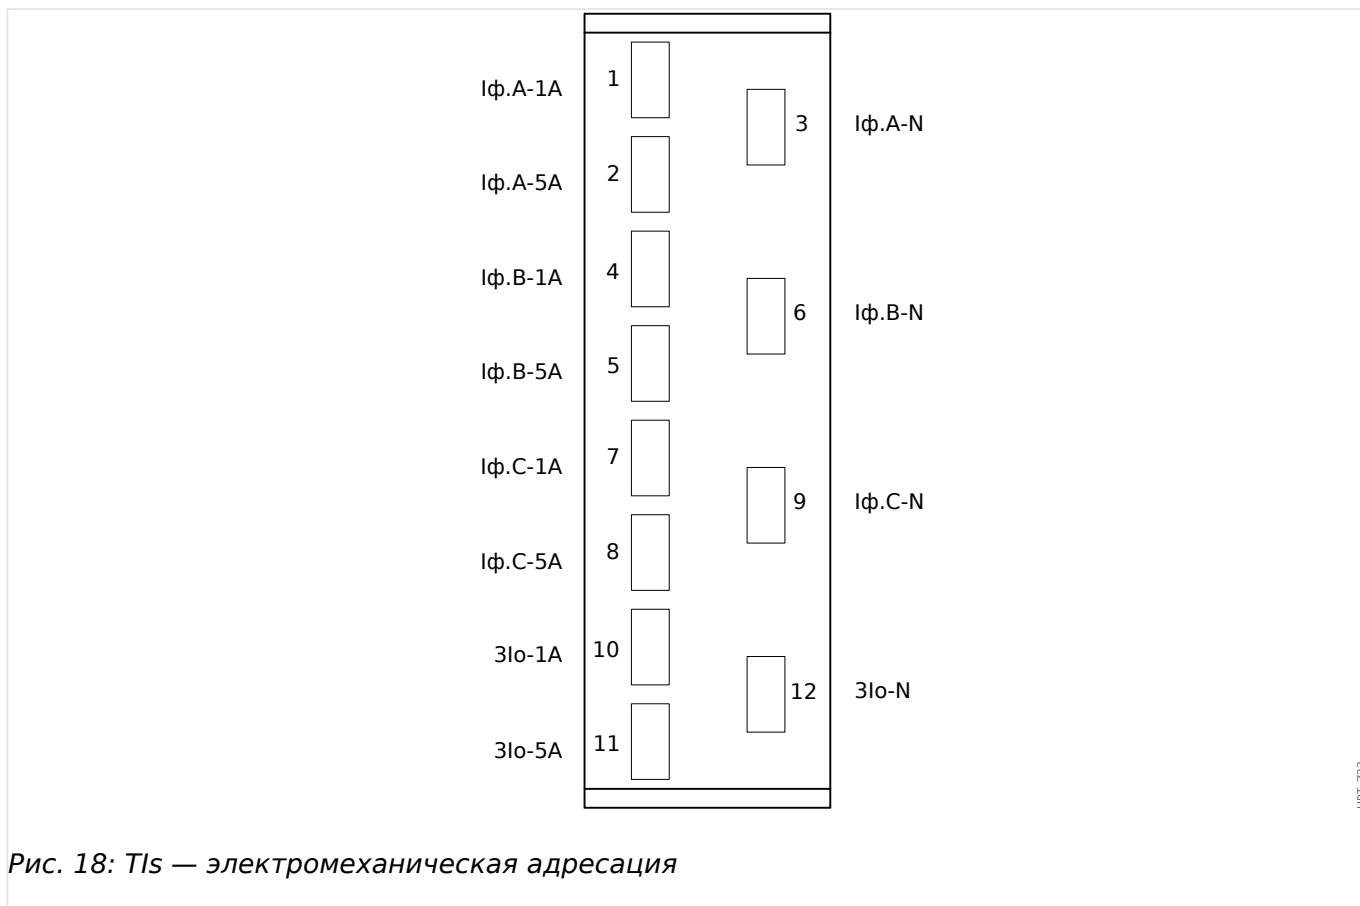 Iф.A-1A 1
3 Iф.A-N
Iф.A-5A 2
Iф.B-1A 4
6 Iф.B-N
Iф.B-5A 5
Iф.C-1A 7
9 Iф.C-N
Iф.C-5A 8
3Io-1A 10
12 3Io-N
3Io-5A 11
Рис. 18: TIs — электромеханическая адресация